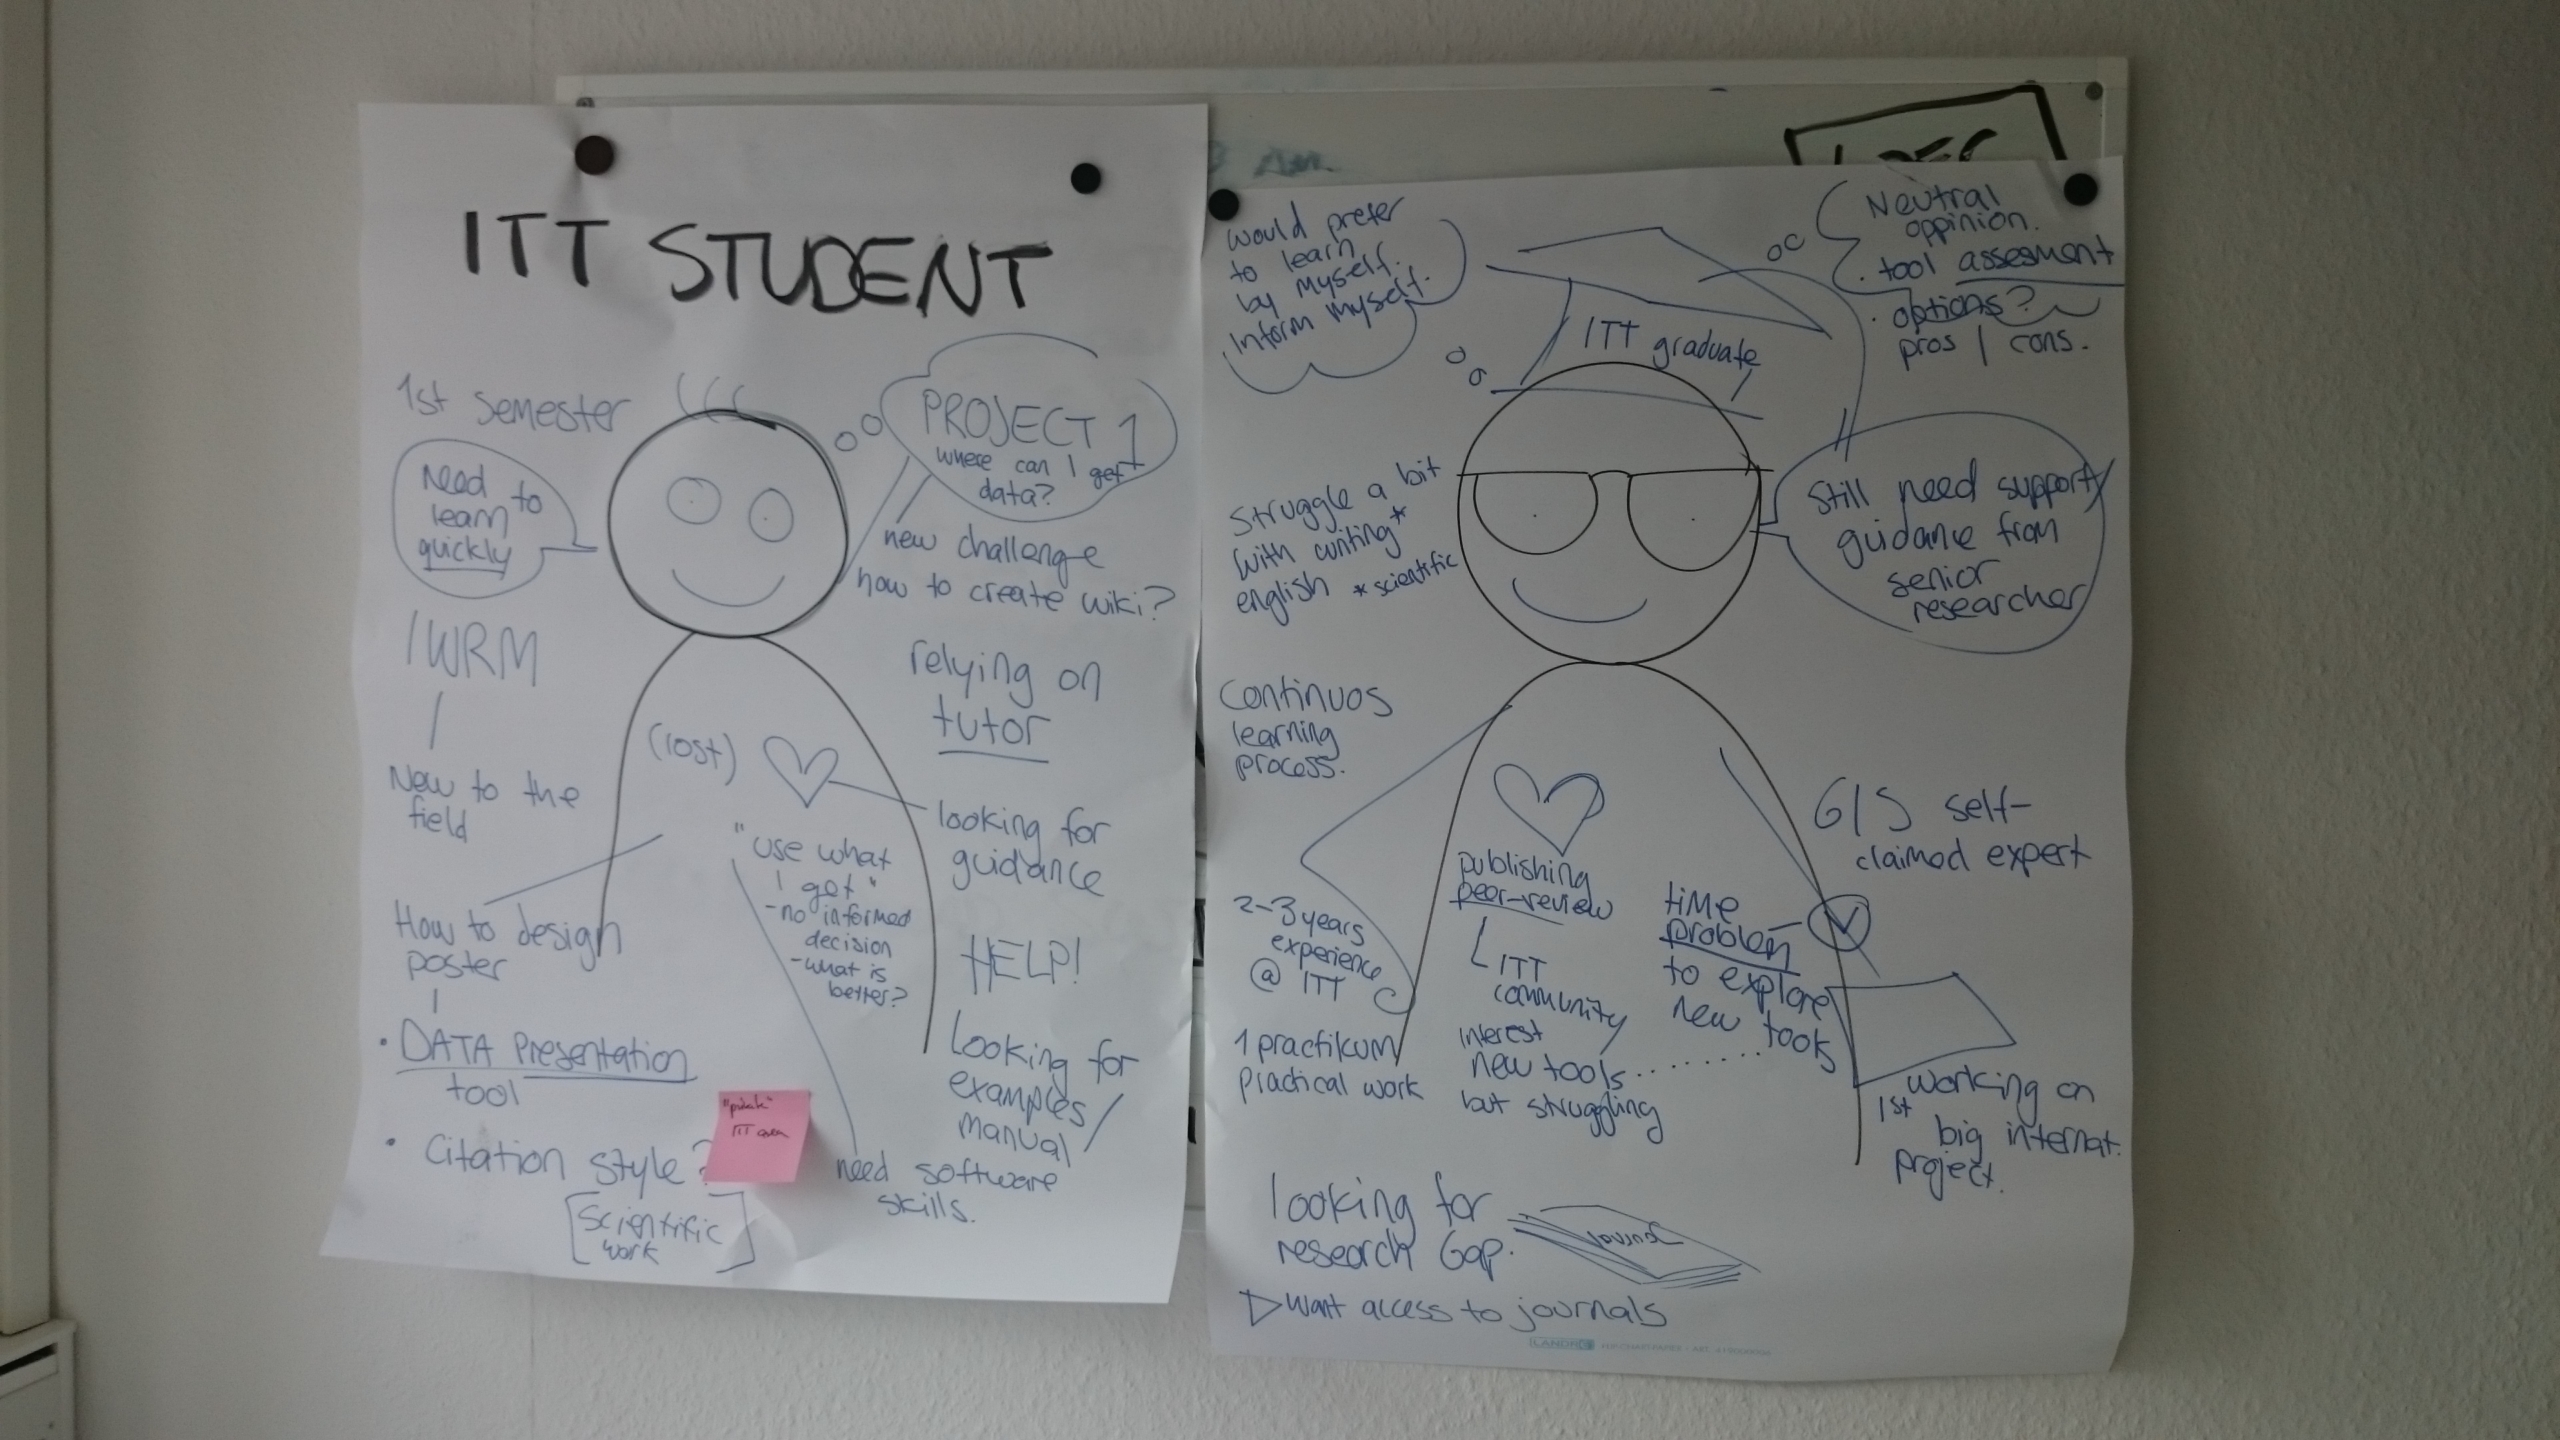 ITT STUDENT
1st semester
Need to
learn
quickly
PROJECT 1
where can I get
data?
new challenge
how to create wiki?
IWRM
New to the
field
relying on
tutor
(lost)
looking for
guidance
"use what
I get"
- no informed
decision
- what is
better?
How to design
poster
HELP!
• DATA Presentation
tool
Looking for
examples /
manual
• Citation style?
[Scientific
work]
ITT
need software
skills.
would prefer
to learn
by myself.
Inform myself.
ITT graduate
Neutral
oppinion.
. tool assesment
. options?
pros | cons.
Struggle a bit
with writing*
english *scientific
Still need support/
guidance from
senior
researcher
Continuos
learning
process.
GIS self-
claimed expert
2-3 years
experience
@ ITT
1 practikum
practical work
publishing
peer-review
ITT
community
interest
new tools........
but struggling
time
problem
to explore
new tools
working on
1st big internat.
project.
looking for
research Gap.
Journal
▷ Want access to journals
LANDRÉ